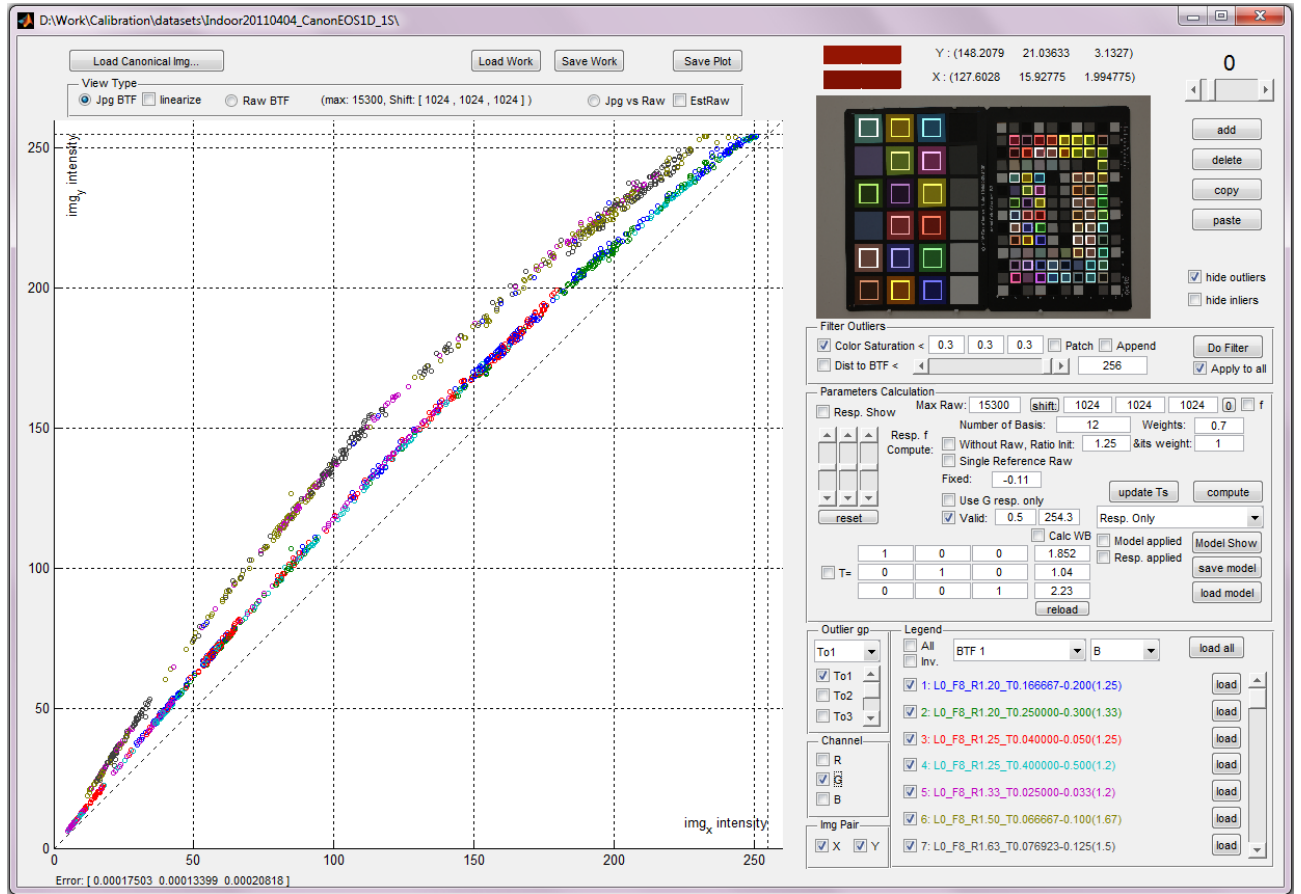 D:\Work\Calibration\datasets\Indoor20110404_CanonEOS1D_1S\
Load Canonical Img... Load Work Save Work Save Plot
View Type
Jpg BTF linearize Raw BTF (max: 15300, Shift: [ 1024 , 1024 , 1024 ] ) Jpg vs Raw EstRaw
250
200
150
100
50
0
imgy intensity
imgx intensity
0 50 100 150 200 250
Error: [ 0.00017503 0.00013399 0.00020818 ]
Y : (148.2079 21.03633 3.1327)
X : (127.6028 15.92775 1.994775)
0
add
delete
copy
paste
hide outliers
hide inliers
Filter Outliers
Color Saturation < 0.3 0.3 0.3 Patch Append Do Filter
Dist to BTF < 256 Apply to all
Parameters Calculation
Resp. Show Max Raw: 15300 shift: 1024 1024 1024 0 f
Number of Basis: 12 Weights: 0.7
Resp. f Compute: Without Raw, Ratio Init: 1.25 &its weight: 1
Single Reference Raw
Fixed: -0.11
update Ts compute
Use G resp. only
reset Valid: 0.5 254.3 Resp. Only
Calc WB Model applied Model Show
1 0 0 1.852 Resp. applied
T= 0 1 0 1.04 save model
0 0 1 2.23 load model
reload
Outlier gp
To1
To1
To2
To3
Channel
R
G
B
Img Pair
X Y
Legend
All BTF 1 B load all
Inv.
1: L0_F8_R1.20_T0.166667-0.200(1.25) load
2: L0_F8_R1.20_T0.250000-0.300(1.33) load
3: L0_F8_R1.25_T0.040000-0.050(1.25) load
4: L0_F8_R1.25_T0.400000-0.500(1.2) load
5: L0_F8_R1.33_T0.025000-0.033(1.2) load
6: L0_F8_R1.50_T0.066667-0.100(1.67) load
7: L0_F8_R1.63_T0.076923-0.125(1.5) load